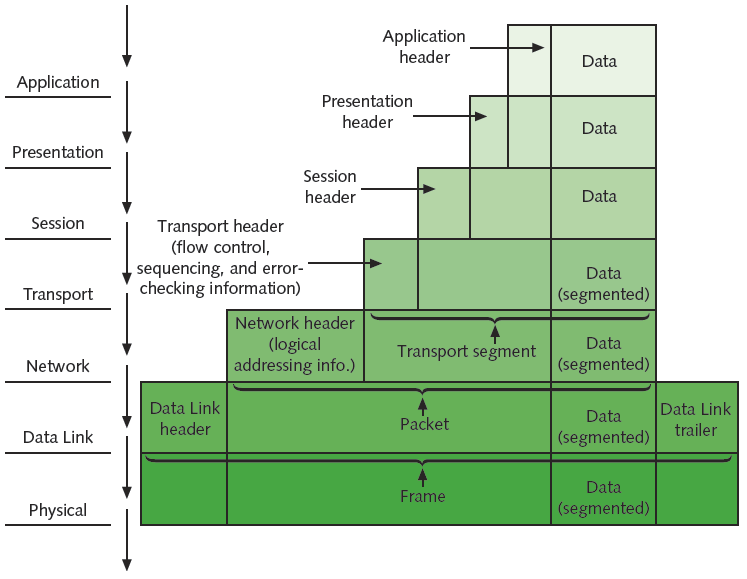 Application
header
Data
Application
Presentation
header
Data
Presentation
Session
header
Data
Session
Transport header
(flow control,
sequencing, and error-
checking information)
Data
(segmented)
Transport
Network header
(logical
addressing info.)
Transport segment
Data
(segmented)
Network
Data Link
header
Packet
Data
(segmented)
Data Link
trailer
Data Link
Frame
Data
(segmented)
Physical